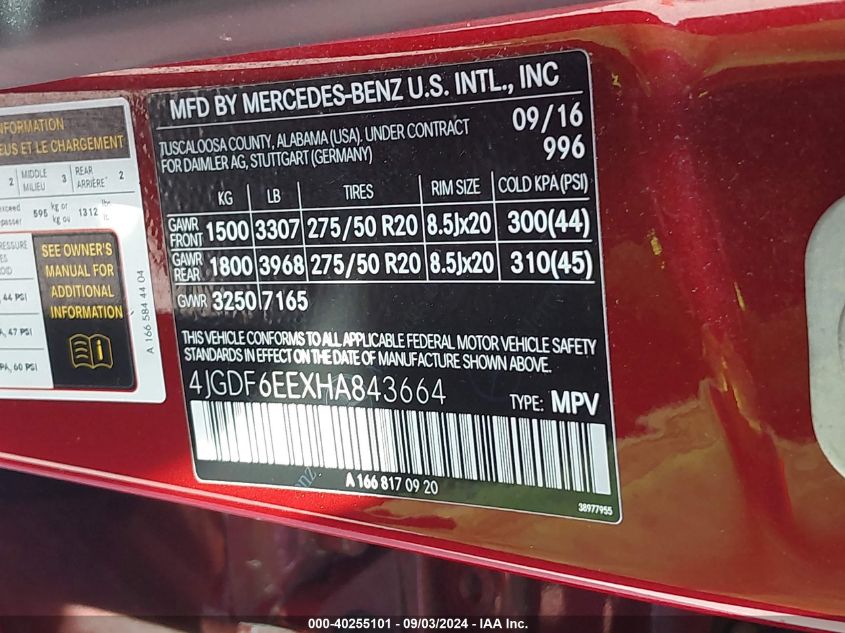 MFD BY MERCEDES-BENZ U.S. INTL., INC
TUSCALOOSA COUNTY, ALABAMA (USA). UNDER CONTRACT
FOR DAIMLER AG, STUTTGART (GERMANY)
09/16
996
KG LB TIRES RIM SIZE COLD KPA(PSI)
GAWR FRONT 1500 3307 275/50 R20 8.5Jx20 300(44)
GAWR REAR 1800 3968 275/50 R20 8.5Jx20 310(45)
GVWR 3250 7165
THIS VEHICLE CONFORMS TO ALL APPLICABLE FEDERAL MOTOR VEHICLE SAFETY
STANDARDS IN EFFECT ON THE DATE OF MANUFACTURE SHOWN ABOVE.
4JGDF6EEXHA843664 TYPE: MPV
A 166 817 09 20
38977955
ET LE CHARGEMENT
2 MIDDLE MILIEU 3 REAR ARRIÈRE 2
595 kg or kg ou 1312
SEE OWNER'S
MANUAL FOR
ADDITIONAL
INFORMATION
44 PSI
47 PSI
60 PSI
A 166 584 44 04
000-40255101 - 09/03/2024 - IAA Inc.